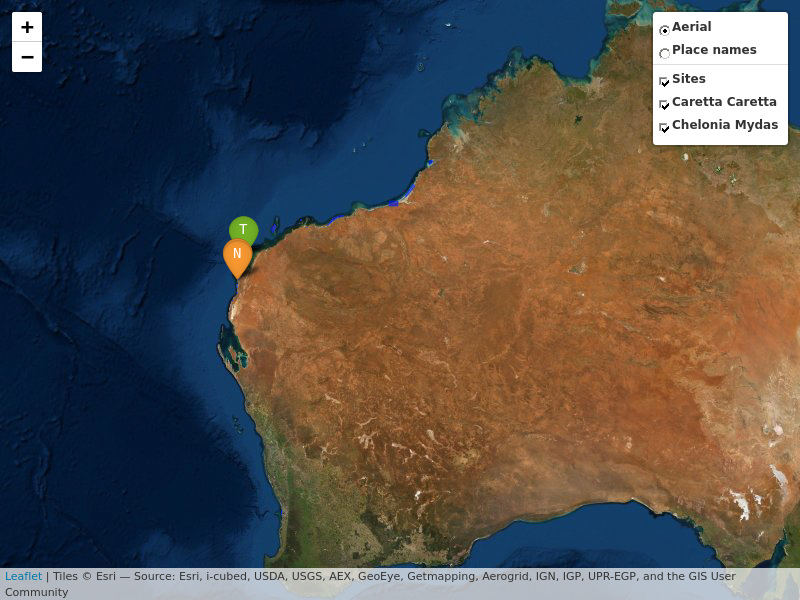 +
−
Aerial
Place names
Sites
Caretta Caretta
Chelonia Mydas
T
N
Leaflet | Tiles © Esri — Source: Esri, i-cubed, USDA, USGS, AEX, GeoEye, Getmapping, Aerogrid, IGN, IGP, UPR-EGP, and the GIS User
Community